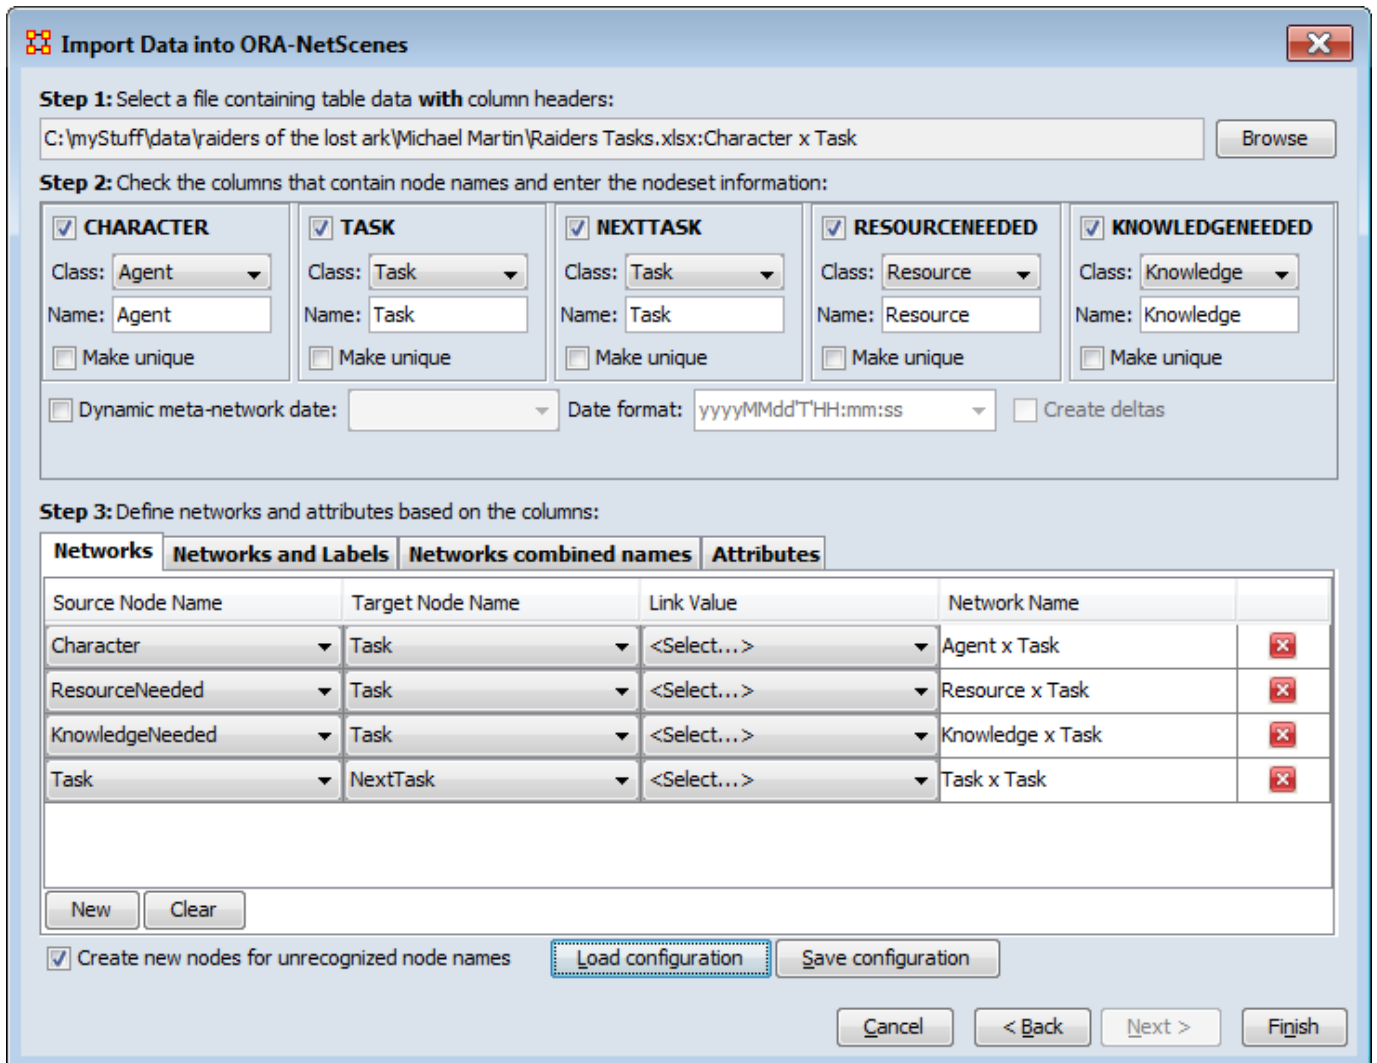 Import Data into ORA-NetScenes
Step 1: Select a file containing table data with column headers:
C:\myStuff\data\raiders of the lost ark\Michael Martin\Raiders Tasks.xlsx:Character x Task Browse
Step 2: Check the columns that contain node names and enter the nodeset information:
CHARACTER TASK NEXTTASK RESOURCENEEDED KNOWLEDGENEEDED
Class: Agent Class: Task Class: Task Class: Resource Class: Knowledge
Name: Agent Name: Task Name: Task Name: Resource Name: Knowledge
Make unique Make unique Make unique Make unique Make unique
Dynamic meta-network date: Date format: yyyyMMdd'T'HH:mm:ss Create deltas
Step 3: Define networks and attributes based on the columns:
Networks Networks and Labels Networks combined names Attributes
Source Node Name Target Node Name Link Value Network Name
Character Task <Select...> Agent x Task
ResourceNeeded Task <Select...> Resource x Task
KnowledgeNeeded Task <Select...> Knowledge x Task
Task NextTask <Select...> Task x Task
New Clear
Create new nodes for unrecognized node names Load configuration Save configuration
Cancel < Back Next > Finish